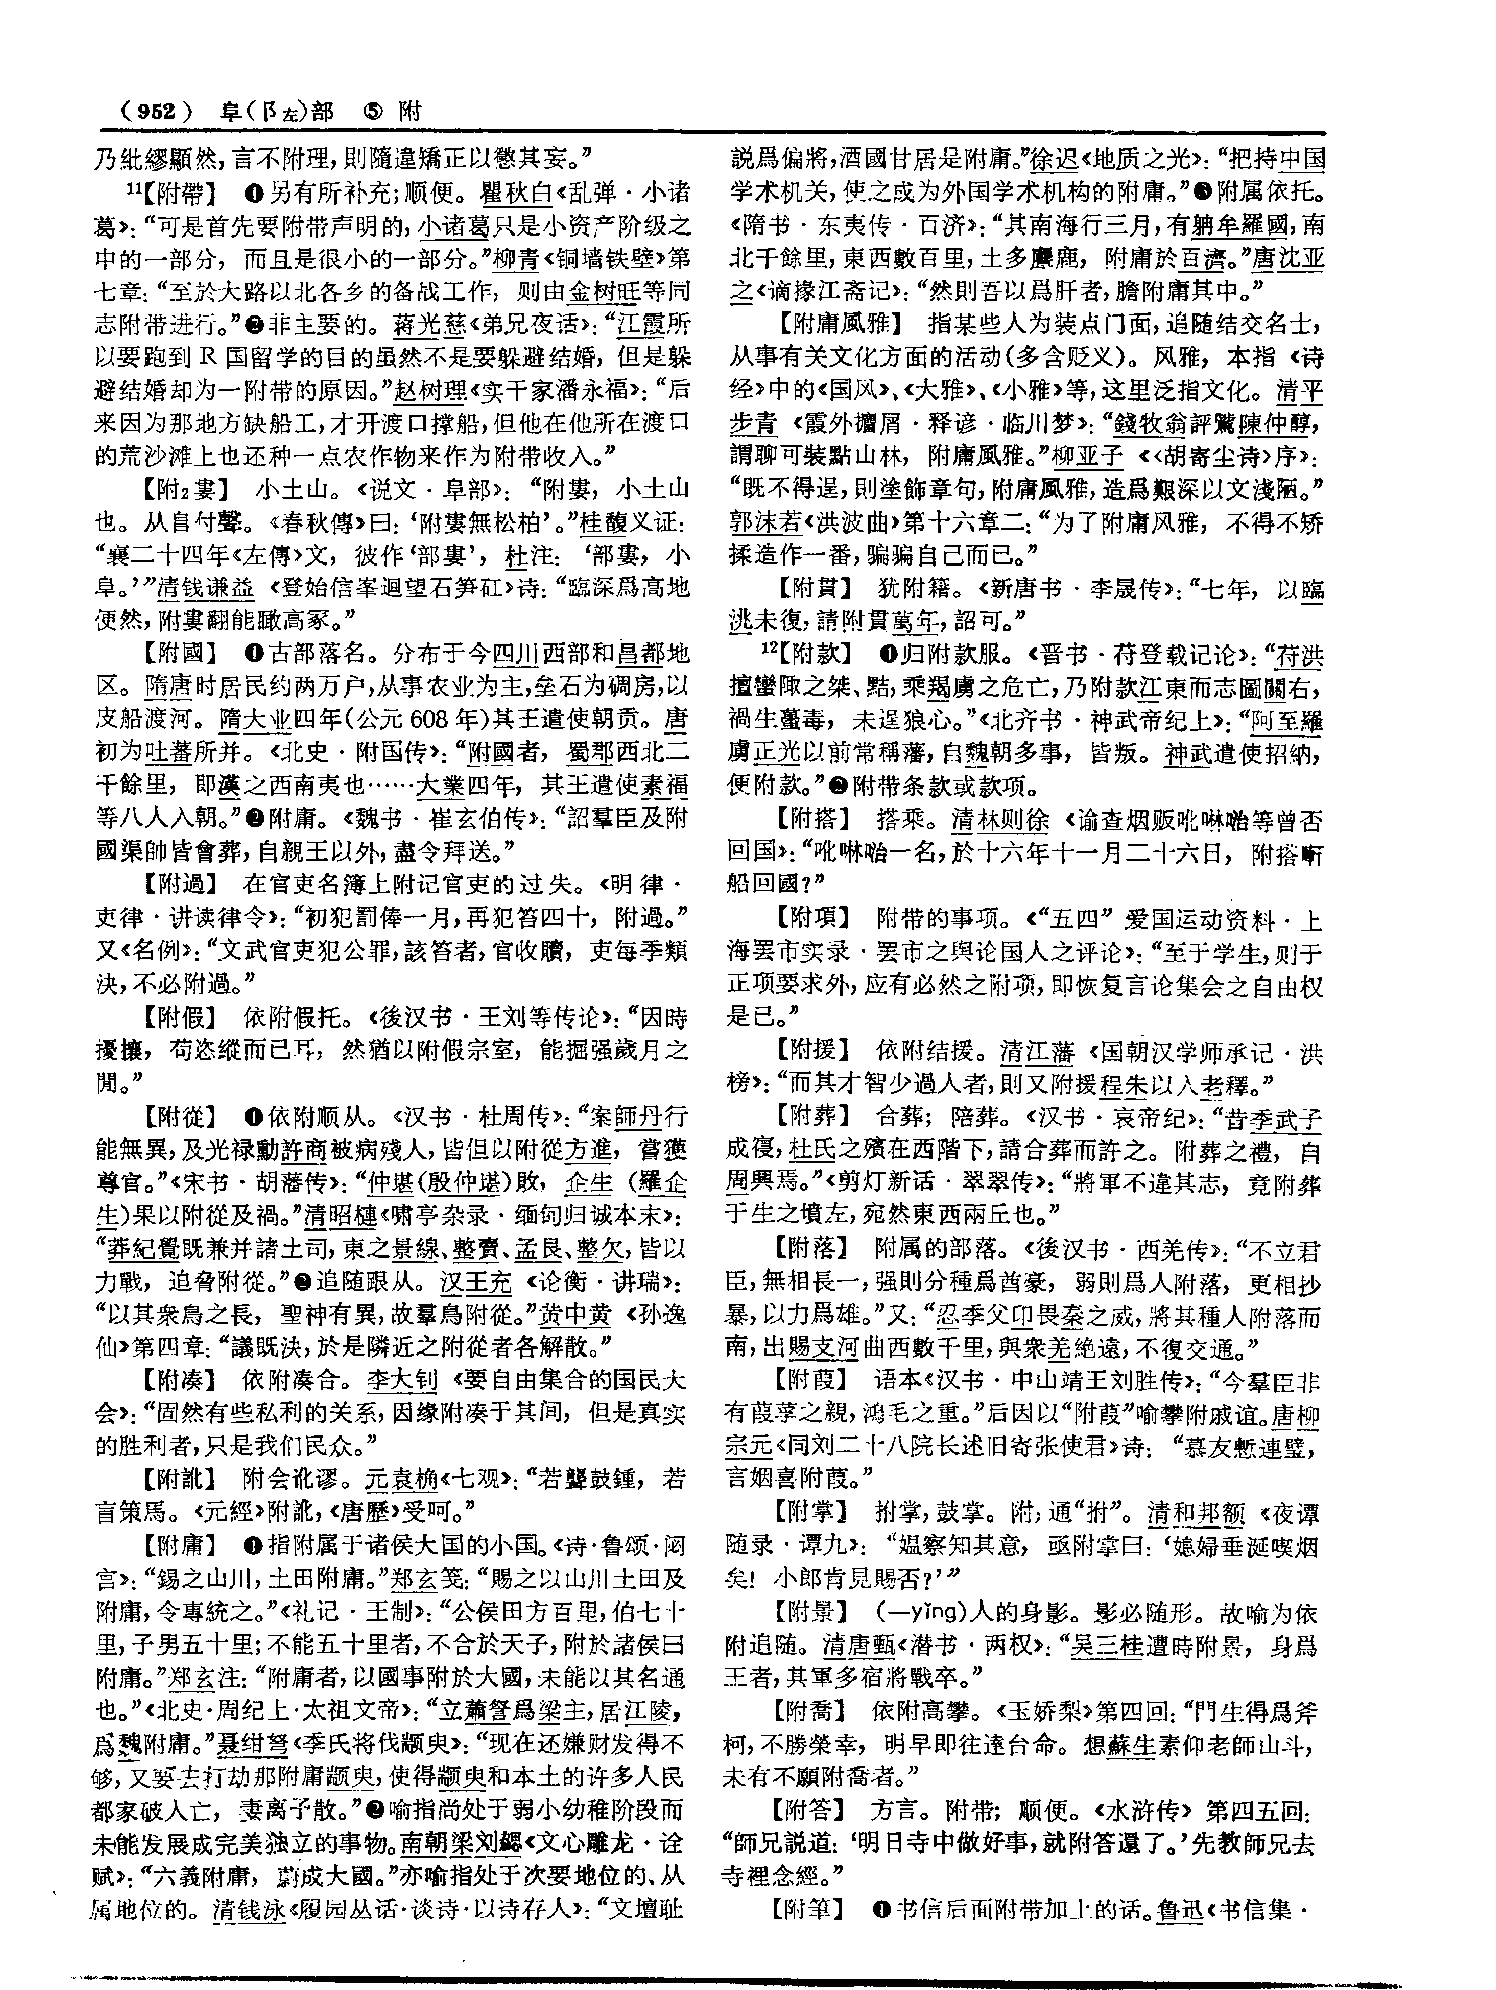 （952） 阜（阝左）部 ⑤ 附
乃紕繆顯然，言不附理，則隨違矯正以懲其妄。”
11【附帶】 ❶另有所补充；顺便。瞿秋白《乱弹·小诸
葛》：“可是首先要附带声明的，小诸葛只是小资产阶级之
中的一部分，而且是很小的一部分。”柳青《铜墙铁壁》第
七章：“至於大路以北各乡的备战工作，则由金树旺等同
志附带进行。”❷非主要的。蒋光慈《弟兄夜话》：“江霞所
以要跑到R国留学的目的虽然不是要躲避结婚，但是躲
避结婚却为一附带的原因。”赵树理《实干家潘永福》：“后
来因为那地方缺船工，才开渡口撑船，但他在他所在渡口
的荒沙滩上也还种一点农作物来作为附带收入。”
【附₂婁】 小土山。《说文·阜部》：“附婁，小土山
也。从𨸏付聲。《春秋傳》曰：‘附婁無松柏’。”桂馥义证：
“襄二十四年《左傳》文，彼作‘部婁’，杜注：‘部婁，小
阜。’”清钱谦益《登始信峯迴望石笋矼》诗：“臨深爲高地
便然，附婁翻能瞰高冢。”
【附國】 ❶古部落名。分布于今四川西部和昌都地
区。隋唐时居民约两万户，从事农业为主，垒石为碉房，以
皮船渡河。隋大业四年（公元608年）其王遣使朝贡。唐
初为吐蕃所并。《北史·附国传》：“附國者，蜀郡西北二
千餘里，即漢之西南夷也……大業四年，其王遣使素福
等八人入朝。”❷附庸。《魏书·崔玄伯传》：“詔羣臣及附
國渠帥皆會葬，自親王以外，盡令拜送。”
【附過】 在官吏名簿上附记官吏的过失。《明律·
吏律·讲读律令》：“初犯罰俸一月，再犯笞四十，附過。”
又《名例》：“文武官吏犯公罪，該笞者，官收贖，吏每季類
決，不必附過。”
【附假】 依附假托。《後汉书·王刘等传论》：“因時
擾攘，苟恣縱而已耳，然猶以附假宗室，能掘强歲月之
閒。”
【附從】 ❶依附顺从。《汉书·杜周传》：“案師丹行
能無異，及光禄勳許商被病殘人，皆但以附從方進，嘗獲
尊官。”《宋书·胡藩传》：“仲堪（殷仲堪）敗，企生（羅企
生）果以附從及禍。”清昭槤《啸亭杂录·缅甸归诚本末》：
“莽紀覺既兼并諸土司，東之景線、整賣、孟艮、整欠，皆以
力戰，迫脅附從。”❷追随跟从。汉王充《论衡·讲瑞》：
“以其衆鳥之長，聖神有異，故羣鳥附從。”黄中黄《孙逸
仙》第四章：“議既決，於是隣近之附從者各解散。”
【附凑】 依附凑合。李大钊《要自由集合的国民大
会》：“固然有些私利的关系，因缘附凑于其间，但是真实
的胜利者，只是我们民众。”
【附訛】 附会讹谬。元袁桷《七观》：“若聾鼓鍾，若
盲策馬。《元經》附訛，《唐歷》受呵。”
【附庸】 ❶指附属于诸侯大国的小国。《诗·鲁颂·閟
宫》：“錫之山川，土田附庸。”郑玄笺：“賜之以山川土田及
附庸，令專統之。”《礼记·王制》：“公侯田方百里，伯七十
里，子男五十里；不能五十里者，不合於天子，附於諸侯曰
附庸。”郑玄注：“附庸者，以國事附於大國，未能以其名通
也。”《北史·周纪上·太祖文帝》：“立蕭詧爲梁主，居江陵，
爲魏附庸。”聂绀弩《季氏将伐颛臾》：“现在还嫌财发得不
够，又要去打劫那附庸颛臾，使得颛臾和本土的许多人民
都家破人亡，妻离子散。”❷喻指尚处于弱小幼稚阶段而
未能发展成完美独立的事物。南朝梁刘勰《文心雕龙·诠
赋》：“六義附庸，蔚成大國。”亦喻指处于次要地位的、从
属地位的。清钱泳《履园丛话·谈诗·以诗存人》：“文壇耻
説爲偏將，酒國甘居是附庸。”徐迟《地质之光》：“把持中国
学术机关，使之成为外国学术机构的附庸。”❸附属依托。
《隋书·东夷传·百济》：“其南海行三月，有躭牟羅國，南
北千餘里，東西數百里，土多麞鹿，附庸於百濟。”唐沈亚
之《谪掾江斋记》：“然則吾以爲肝者，膽附庸其中。”
【附庸風雅】 指某些人为装点门面，追随结交名士，
从事有关文化方面的活动（多含贬义）。风雅，本指《诗
经》中的《国风》、《大雅》、《小雅》等，这里泛指文化。清平
步青《霞外攟屑·释谚·临川梦》：“錢牧翁評騭陳仲醇，
謂聊可裝點山林，附庸風雅。”柳亚子《〈胡寄尘诗〉序》：
“既不得逞，則塗飾章句，附庸風雅，造爲艱深以文淺陋。”
郭沫若《洪波曲》第十六章二：“为了附庸风雅，不得不矫
揉造作一番，骗骗自己而已。”
【附貫】 犹附籍。《新唐书·李晟传》：“七年，以臨
洮未復，請附貫萬年，詔可。”
12【附款】 ❶归附款服。《晋书·苻登载记论》：“苻洪
擅蠻陬之桀、黠，乘羯虜之危亡，乃附款江東而志圖關右，
禍生蠆毒，未逞狼心。”《北齐书·神武帝纪上》：“阿至羅
虜正光以前常稱藩，自魏朝多事，皆叛。神武遣使招納，
便附款。”❷附带条款或款项。
【附搭】 搭乘。清林则徐《谕查烟贩吡啉咍等曾否
回国》：“吡啉咍一名，於十六年十一月二十六日，附搭㖞
船回國？”
【附項】 附带的事项。《“五四”爱国运动资料·上
海罢市实录·罢市之舆论国人之评论》：“至于学生，则于
正项要求外，应有必然之附项，即恢复言论集会之自由权
是已。”
【附援】 依附结援。清江藩《国朝汉学师承记·洪
榜》：“而其才智少過人者，則又附援程朱以入老釋。”
【附葬】 合葬；陪葬。《汉书·哀帝纪》：“昔季武子
成寑，杜氏之殯在西階下，請合葬而許之。附葬之禮，自
周興焉。”《剪灯新话·翠翠传》：“將軍不違其志，竟附葬
于生之墳左，宛然東西兩丘也。”
【附落】 附属的部落。《後汉书·西羌传》：“不立君
臣，無相長一，强則分種爲酋豪，弱則爲人附落，更相抄
暴，以力爲雄。”又：“忍季父卬畏秦之威，將其種人附落而
南，出賜支河曲西數千里，與衆羌絶遠，不復交通。”
【附葭】 语本《汉书·中山靖王刘胜传》：“今羣臣非
有葭莩之親，鴻毛之重。”后因以“附葭”喻攀附戚谊。唐柳
宗元《同刘二十八院长述旧寄张使君》诗：“慕友慙連璧，
言姻喜附葭。”
【附掌】 拊掌，鼓掌。附，通“拊”。清和邦额《夜谭
随录·谭九》：“媪察知其意，亟附掌曰：‘媳婦垂涎喫烟
矣！小郎肯見賜否？’”
【附景】 （—yǐng）人的身影。影必随形。故喻为依
附追随。清唐甄《潜书·两权》：“吴三桂遭時附景，身爲
王者，其軍多宿將戰卒。”
【附喬】 依附高攀。《玉娇梨》第四回：“門生得爲斧
柯，不勝榮幸，明早即往達台命。想蘇生素仰老師山斗，
未有不願附喬者。”
【附答】 方言。附带；顺便。《水浒传》第四五回：
“師兄説道：‘明日寺中做好事，就附答還了。’先教師兄去
寺裡念經。”
【附筆】 ❶书信后面附带加上的话。鲁迅《书信集·